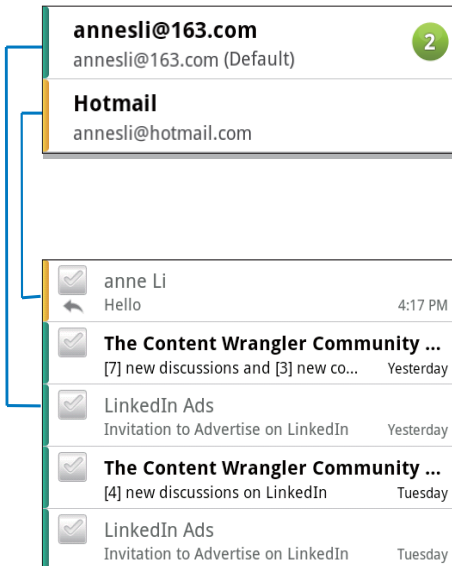 annesli@163.com
annesli@163.com (Default)
2
Hotmail
annesli@hotmail.com
anne Li
Hello 4:17 PM
The Content Wrangler Community ...
[7] new discussions and [3] new co... Yesterday
LinkedIn Ads
Invitation to Advertise on LinkedIn Yesterday
The Content Wrangler Community ...
[4] new discussions on LinkedIn Tuesday
LinkedIn Ads
Invitation to Advertise on LinkedIn Tuesday